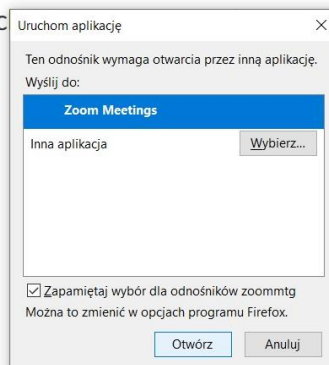 Uruchom aplikację
Ten odnośnik wymaga otwarcia przez inną aplikację.
Wyślij do:
Zoom Meetings
Inna aplikacja Wybierz...
Zapamiętaj wybór dla odnośników zoommtg
Można to zmienić w opcjach programu Firefox.
Otwórz Anuluj